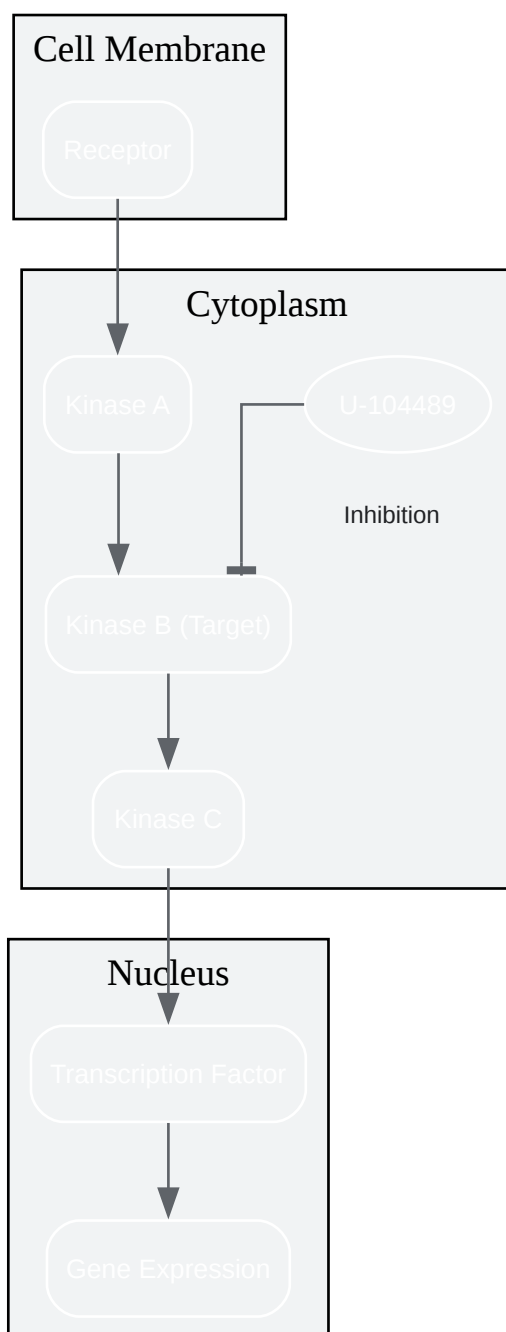 Cell Membrane
Receptor
Cytoplasm
Kinase A
U-104489
Inhibition
Kinase B (Target)
Kinase C
Nucleus
Transcription Factor
Gene Expression